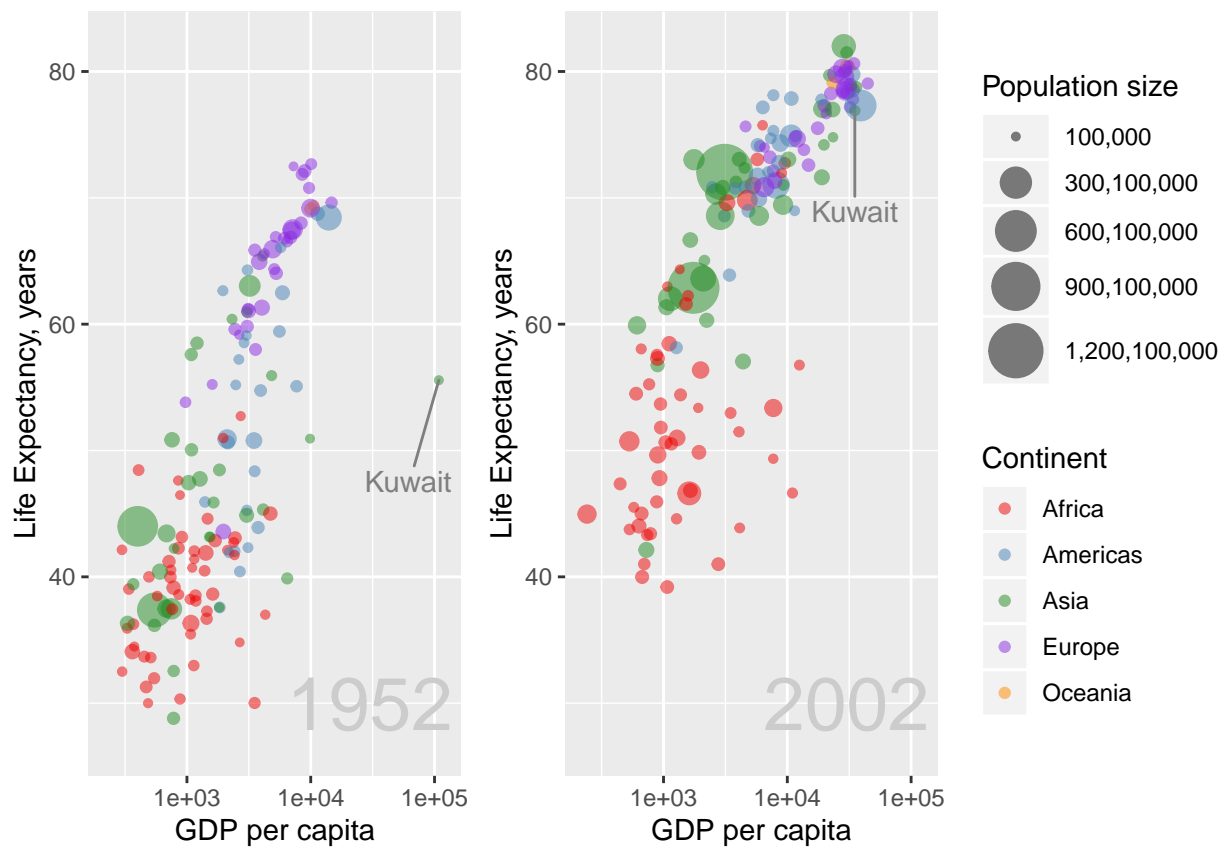 Life Expectancy, years
80
60
40
Kuwait
1952
1e+03
1e+04
1e+05
GDP per capita
Life Expectancy, years
80
60
40
Kuwait
2002
1e+03
1e+04
1e+05
GDP per capita
Population size
100,000
300,100,000
600,100,000
900,100,000
1,200,100,000
Continent
Africa
Americas
Asia
Europe
Oceania